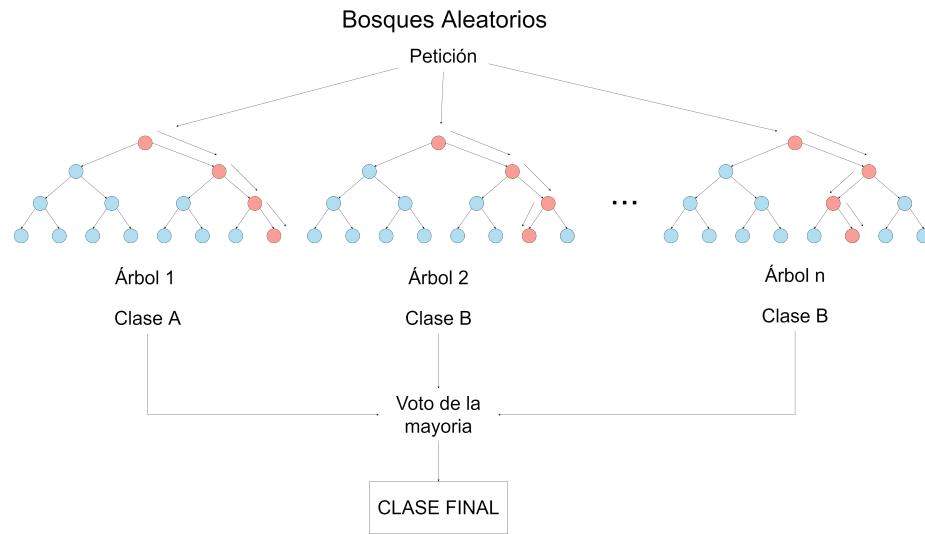 Bosques Aleatorios
Petición
...
Árbol 1
Árbol 2
Árbol n
Clase A
Clase B
Clase B
Voto de la
mayoria
CLASE FINAL